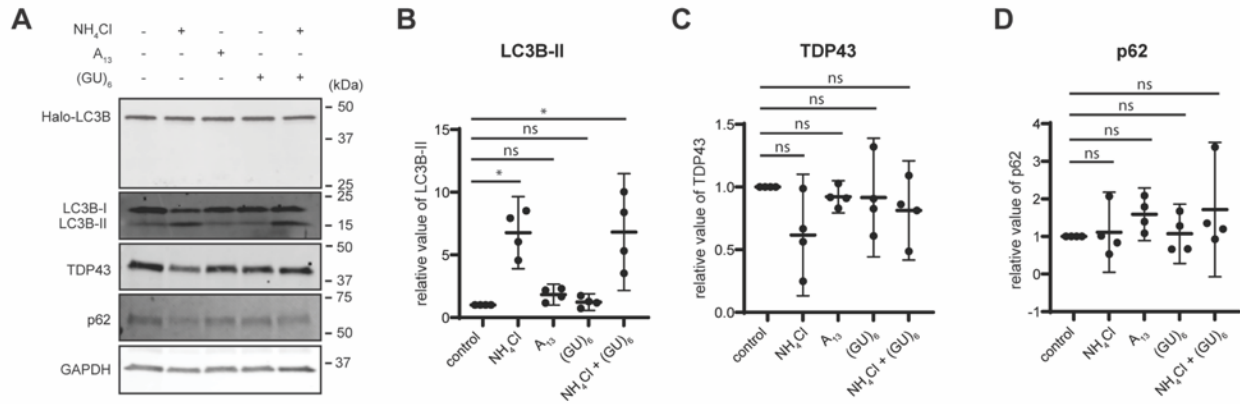 A
NH₄Cl - + - - +
A₁₃ - - + - -
(GU)₆ - - - + +
(kDa)
Halo-LC3B
50
37
25
LC3B-I
LC3B-II
20
15
TDP43
50
37
p62
75
50
GAPDH
37
B
LC3B-II
relative value of LC3B-II
15
10
5
0
*
ns
ns
*
control
NH₄Cl
A₁₃
(GU)₆
NH₄Cl + (GU)₆
C
TDP43
relative value of TDP43
1.5
1.0
0.5
0.0
ns
ns
ns
ns
control
NH₄Cl
A₁₃
(GU)₆
NH₄Cl + (GU)₆
D
p62
relative value of p62
4
3
2
1
0
-1
ns
ns
ns
ns
control
NH₄Cl
A₁₃
(GU)₆
NH₄Cl + (GU)₆